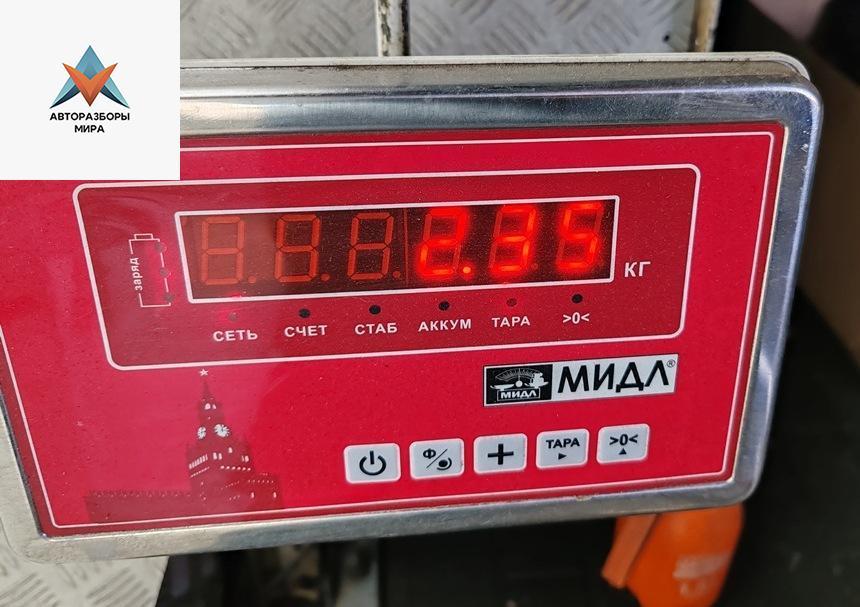 АВТОРАЗБОРЫ
МИРА
заряд
2.35
КГ
СЕТЬ СЧЕТ СТАБ АККУМ ТАРА >0<
МИДЛ
МИДЛ®
Ф ТАРА >0<